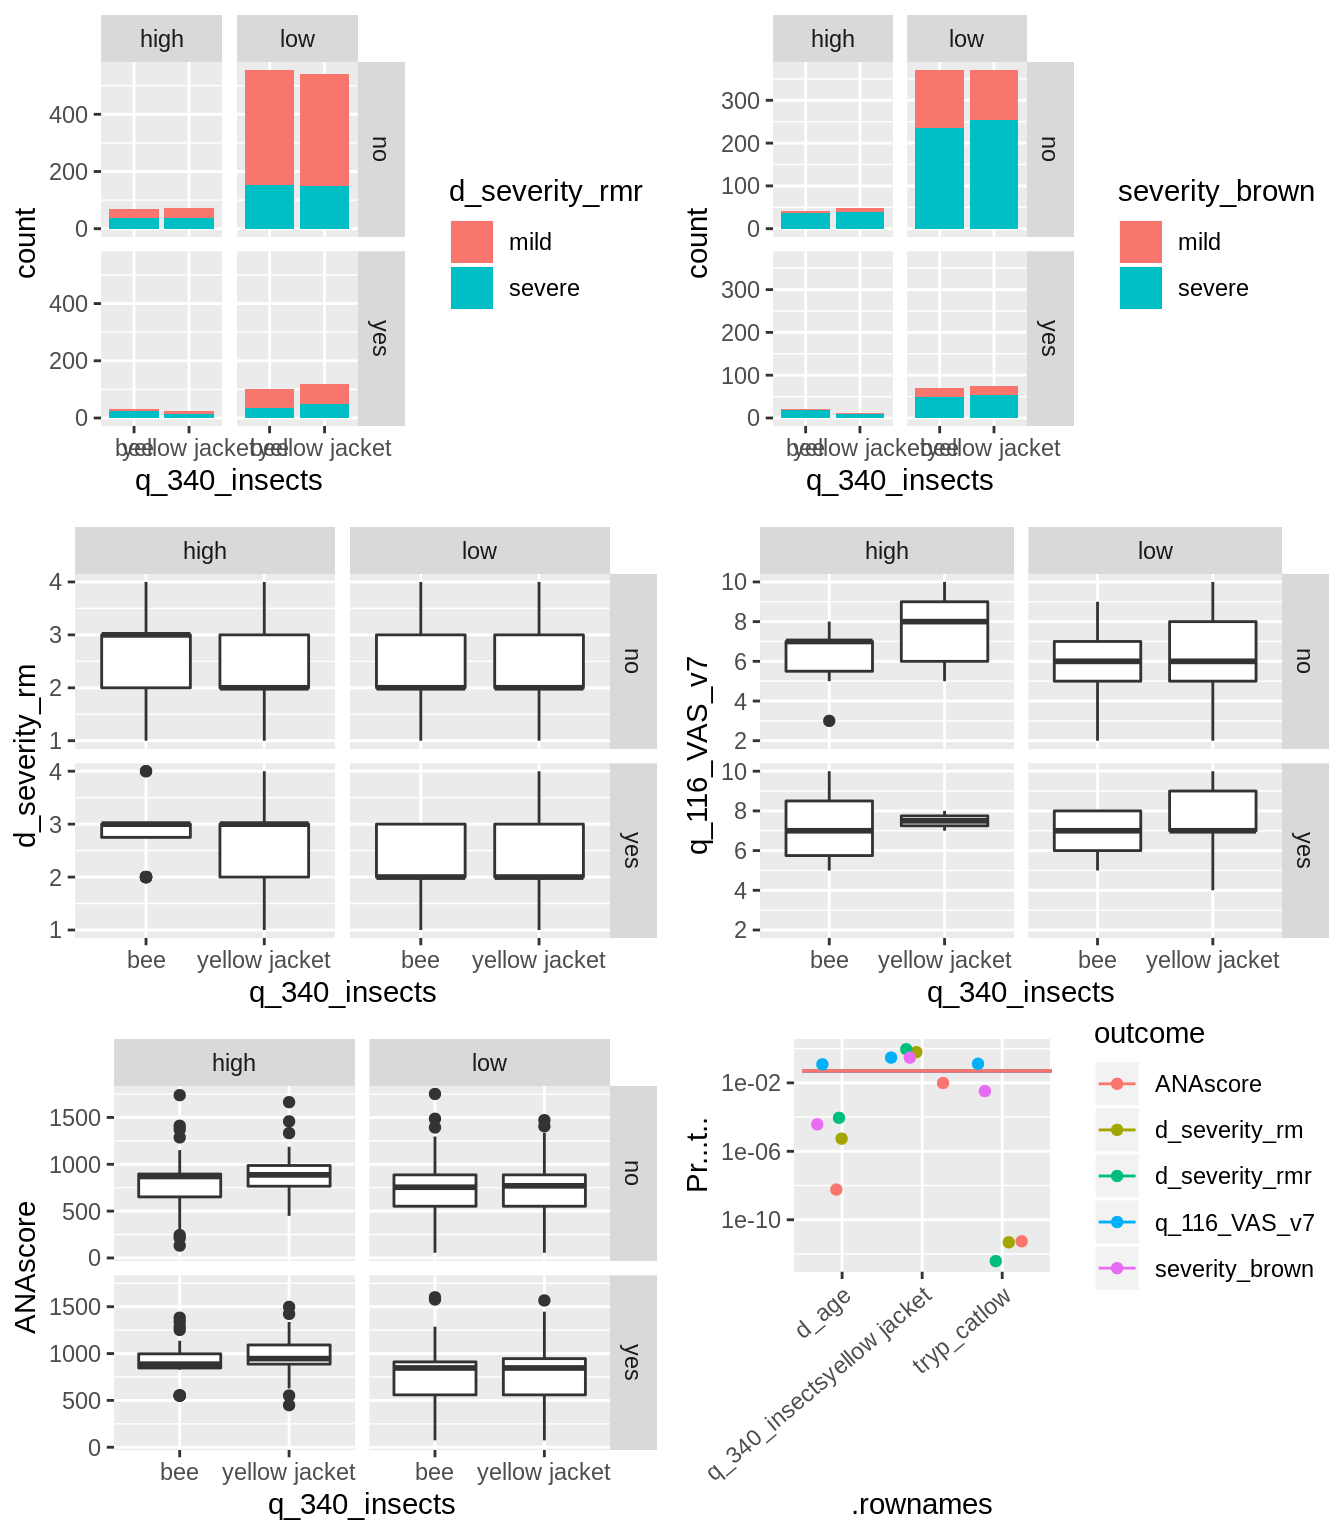 high low
no
400
200
0
yes
400
200
0
count
bee yellow jacket bee yellow jacket
q_340_insects
d_severity_rmr
mild
severe
high low
no
300
200
100
0
yes
300
200
100
0
count
bee yellow jacket bee yellow jacket
q_340_insects
severity_brown
mild
severe
high low
no
4
3
2
1
yes
4
3
2
1
d_severity_rm
bee yellow jacket bee yellow jacket
q_340_insects
high low
no
10
8
6
4
2
yes
10
8
6
4
2
q_116_VAS_v7
bee yellow jacket bee yellow jacket
q_340_insects
high low
no
1500
1000
500
0
yes
1500
1000
500
0
ANAscore
bee yellow jacket bee yellow jacket
q_340_insects
1e-02
1e-06
1e-10
Pr...t..
d_age
q_340_insectsyellow jacket
tryp_catlow
.rownames
outcome
ANAscore
d_severity_rm
d_severity_rmr
q_116_VAS_v7
severity_brown